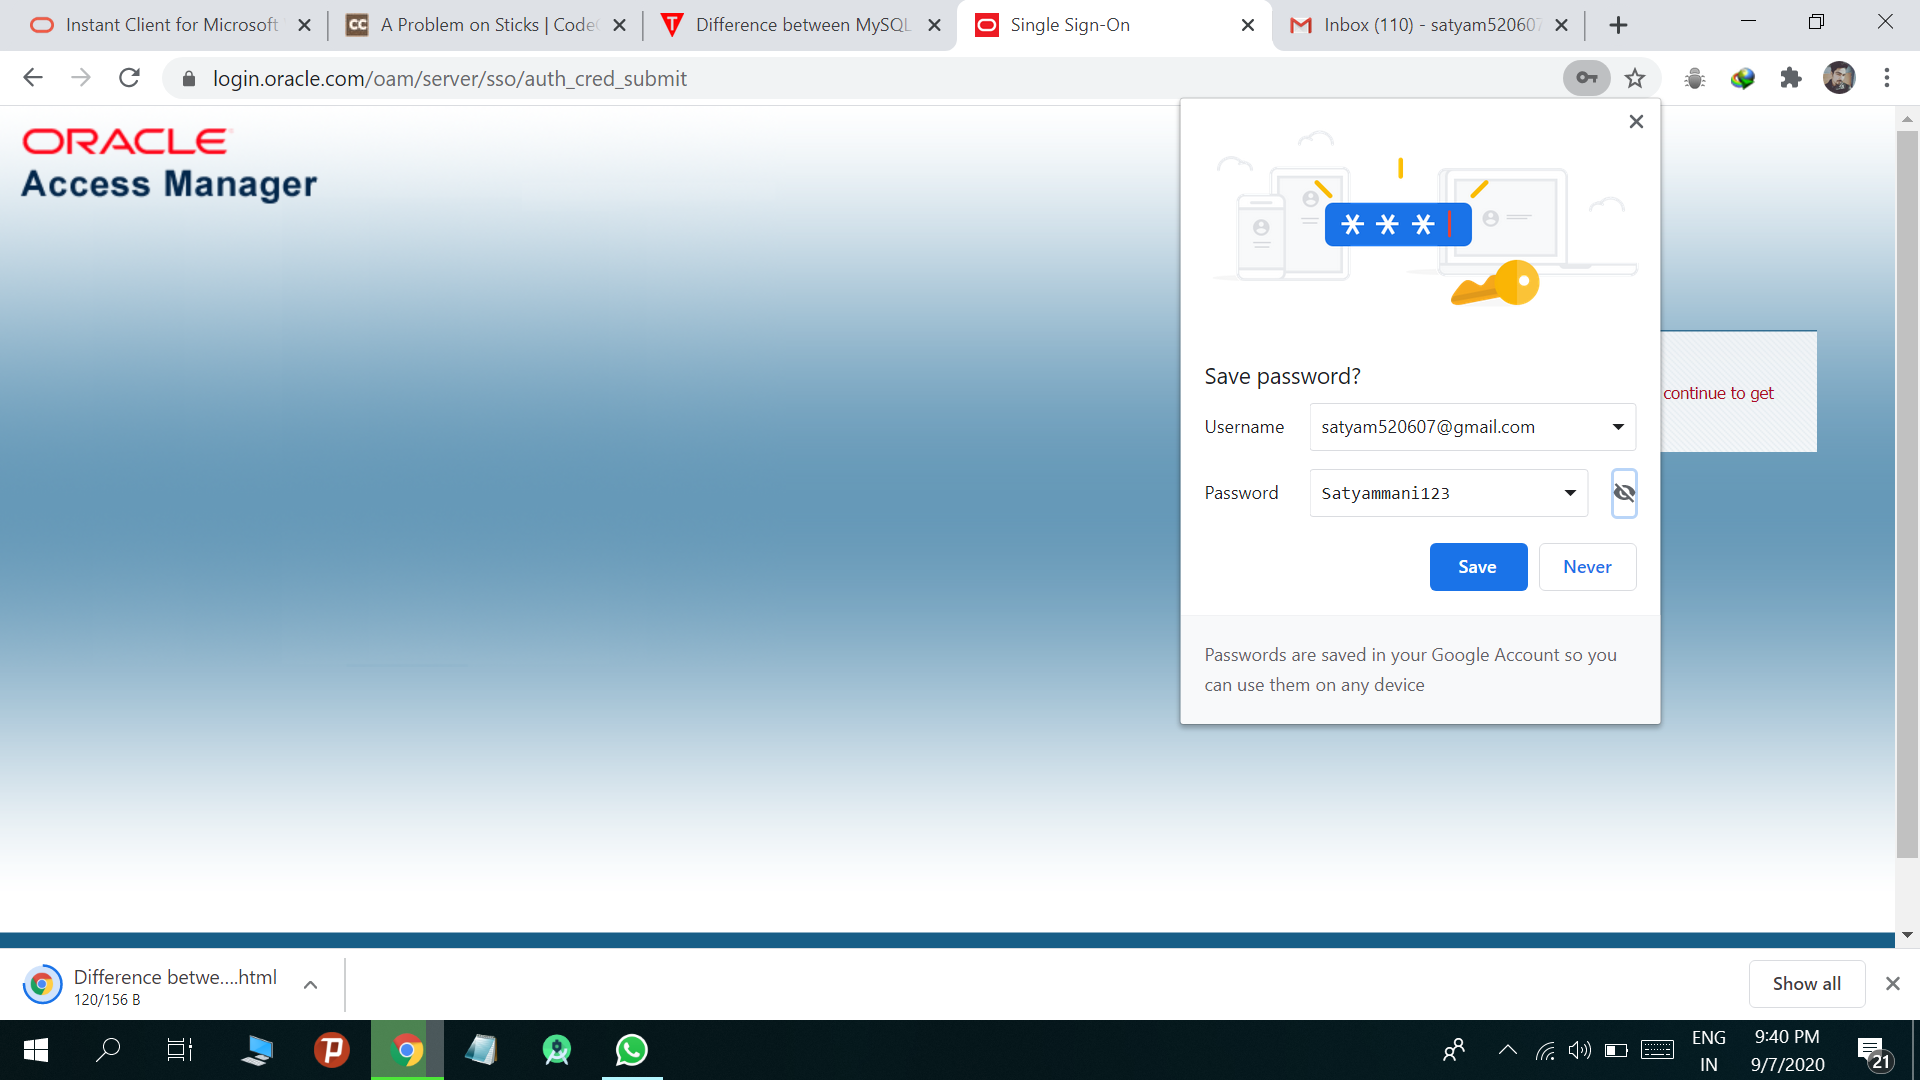 Instant Client for Microsoft
A Problem on Sticks | Code
Difference between MySQL
Single Sign-On
Inbox (110) - satyam520607
login.oracle.com/oam/server/sso/auth_cred_submit
ORACLE
Access Manager
* * *
continue to get
Save password?
Username satyam520607@gmail.com
Password Satyammani123
Save Never
Passwords are saved in your Google Account so you
can use them on any device
Difference betwe....html
120/156 B
Show all
ENG
IN
9:40 PM
9/7/2020
21